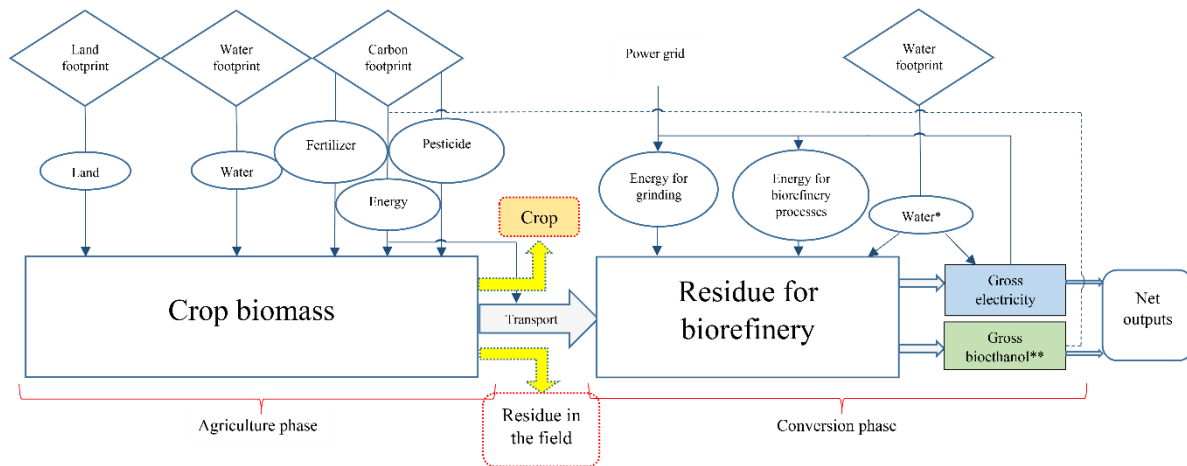 Land
footprint
Water
footprint
Carbon
footprint
Power grid
Water
footprint
Fertilizer
Pesticide
Land
Water
Energy
Energy for
grinding
Energy for
biorefinery
processes
Water*
Crop
Crop biomass
Transport
Residue for
biorefinery
Gross
electricity
Gross
bioethanol**
Net
outputs
Residue in
the field
Agriculture phase
Conversion phase